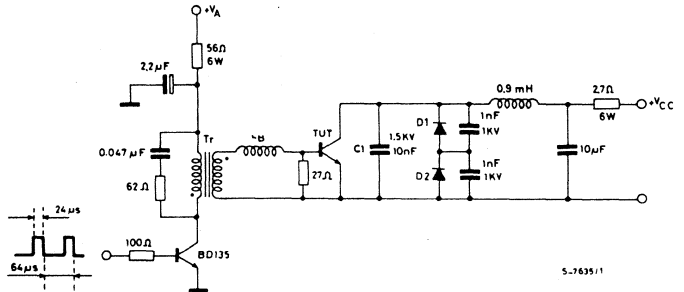 +VA
56Ω
6W
2,2µF
0.047µF
62Ω
Tr
TUT
27Ω
C1
1.5KV
10nF
D1
D2
1nF
1KV
1nF
1KV
0,9 mH
2.7Ω
6W
+VCC
10µF
24µs
64µs
100Ω
BD135
S-7635/1